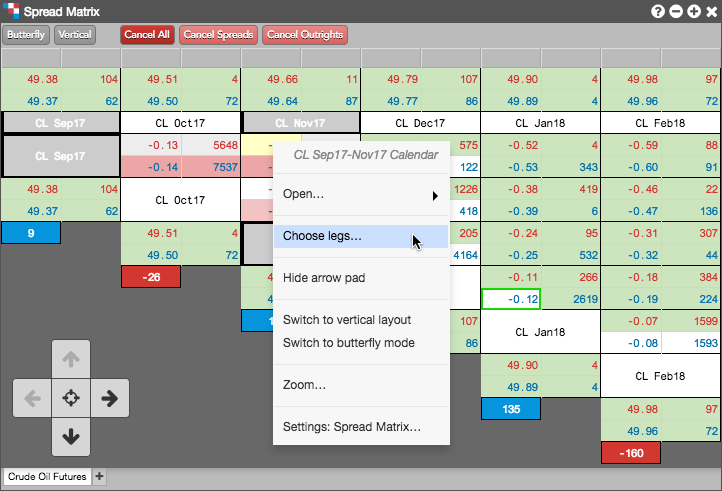 Spread Matrix
Butterfly Vertical Cancel All Cancel Spreads Cancel Outrights
49.38 104 49.51 4 49.66 11 49.79 107 49.90 4 49.98 97
49.37 62 49.50 72 49.64 87 49.77 86 49.89 4 49.96 72
CL Sep17 CL Oct17 CL Nov17 CL Dec17 CL Jan18 CL Feb18
CL Sep17 -0.13 5648 575 -0.52 4 -0.59 88
-0.14 7537 122 -0.53 343 -0.60 91
CL Sep17-Nov17 Calendar
49.38 104 CL Oct17 1226 -0.38 419 -0.46 22
49.37 62 418 -0.39 6 -0.47 136
Open...
9 49.51 4 205 -0.24 95 -0.31 307
49.50 72 4164 -0.25 532 -0.32 44
Choose legs...
-26 -0.11 266 -0.18 384
-0.12 2619 -0.19 224
Hide arrow pad
107 CL Jan18 -0.07 1599
86 -0.08 1593
Switch to vertical layout
Switch to butterfly mode
49.90 4 CL Feb18
49.89 4
Zoom...
135 49.98 97
49.96 72
Settings: Spread Matrix...
-160
Crude Oil Futures +